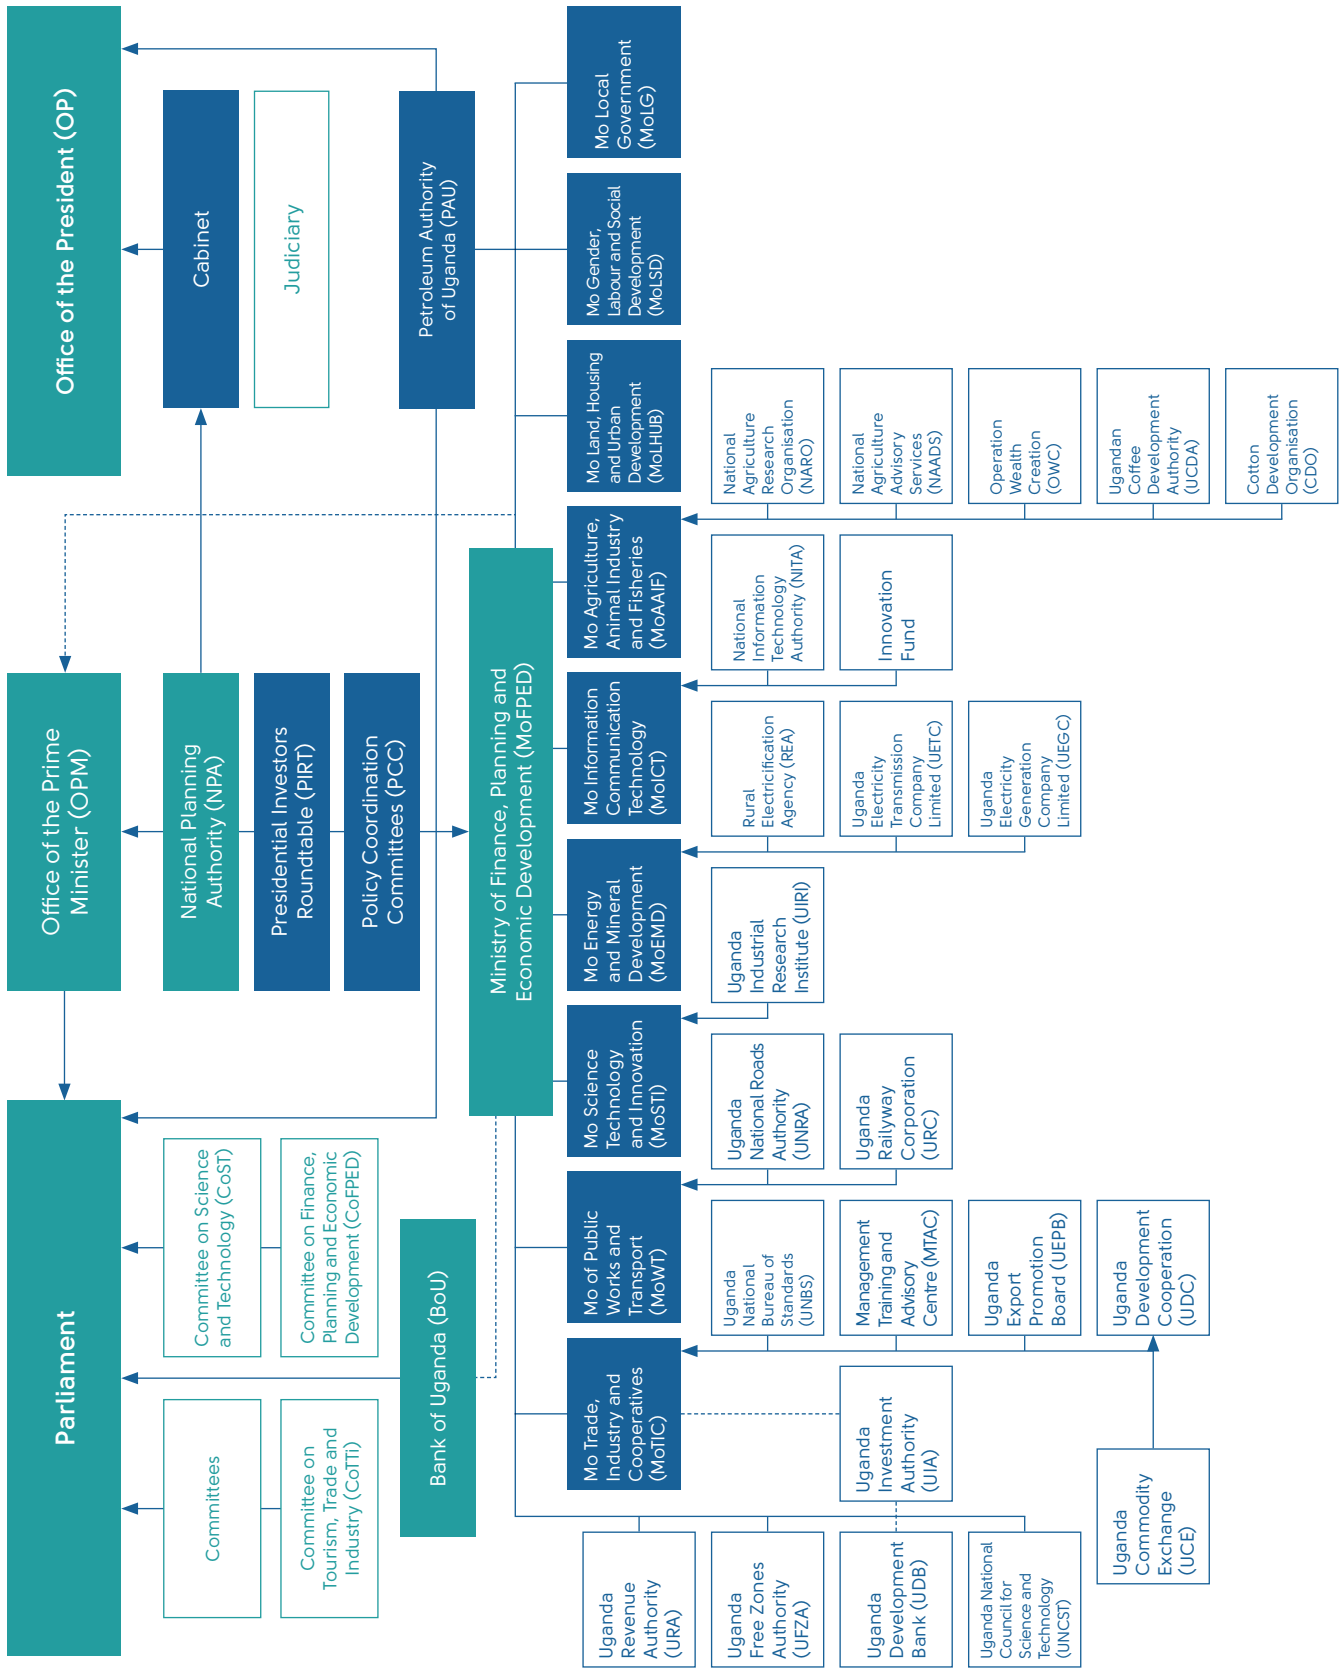 Parliament
Office of the Prime
Minister (OPM)
Office of the President (OP)
Committees
Committee on Science
and Technology (CoST)
National Planning
Authority (NPA)
Cabinet
Committee on
Tourism, Trade and
Industry (CoTTi)
Committee on Finance,
Planning and Economic
Development (CoFPED)
Presidential Investors
Roundtable (PIRT)
Judiciary
Bank of Uganda (BoU)
Policy Coordination
Committees (PCC)
Petroleum Authority
of Uganda (PAU)
Ministry of Finance, Planning and
Economic Development (MoFPED)
Mo Trade,
Industry and
Cooperatives
(MoTIC)
Mo of Public
Works and
Transport
(MoWT)
Mo Science
Technology
and Innovation
(MoSTI)
Mo Energy
and Mineral
Development
(MoEMD)
Mo Information
Communication
Technology
(MoICT)
Mo Agriculture,
Animal Industry
and Fisheries
(MoAAIF)
Mo Land, Housing
and Urban
Development
(MoLHUB)
Mo Gender,
Labour and Social
Development
(MoLSD)
Mo Local
Government
(MoLG)
Uganda
Revenue
Authority
(URA)
Uganda
Free Zones
Authority
(UFZA)
Uganda
Development
Bank (UDB)
Uganda National
Council for
Science and
Technology
(UNCST)
Uganda
Investment
Authority
(UIA)
Uganda
Commodity
Exchange
(UCE)
Uganda
National
Bureau of
Standards
(UNBS)
Management
Training and
Advisory
Centre (MTAC)
Uganda
Export
Promotion
Board (UEPB)
Uganda
Development
Cooperation
(UDC)
Uganda
National Roads
Authority
(UNRA)
Uganda
Railyway
Corporation
(URC)
Uganda
Industrial
Research
Institute (UIRI)
Rural
Electricification
Agency (REA)
Uganda
Electricity
Transmission
Company
Limited (UETC)
Uganda
Electricity
Generation
Company
Limited (UEGC)
National
Information
Technology
Authority (NITA)
Innovation
Fund
National
Agriculture
Research
Organisation
(NARO)
National
Agriculture
Advisory
Services
(NAADS)
Operation
Wealth
Creation
(OWC)
Ugandan
Coffee
Development
Authority
(UCDA)
Cotton
Development
Organisation
(CDO)